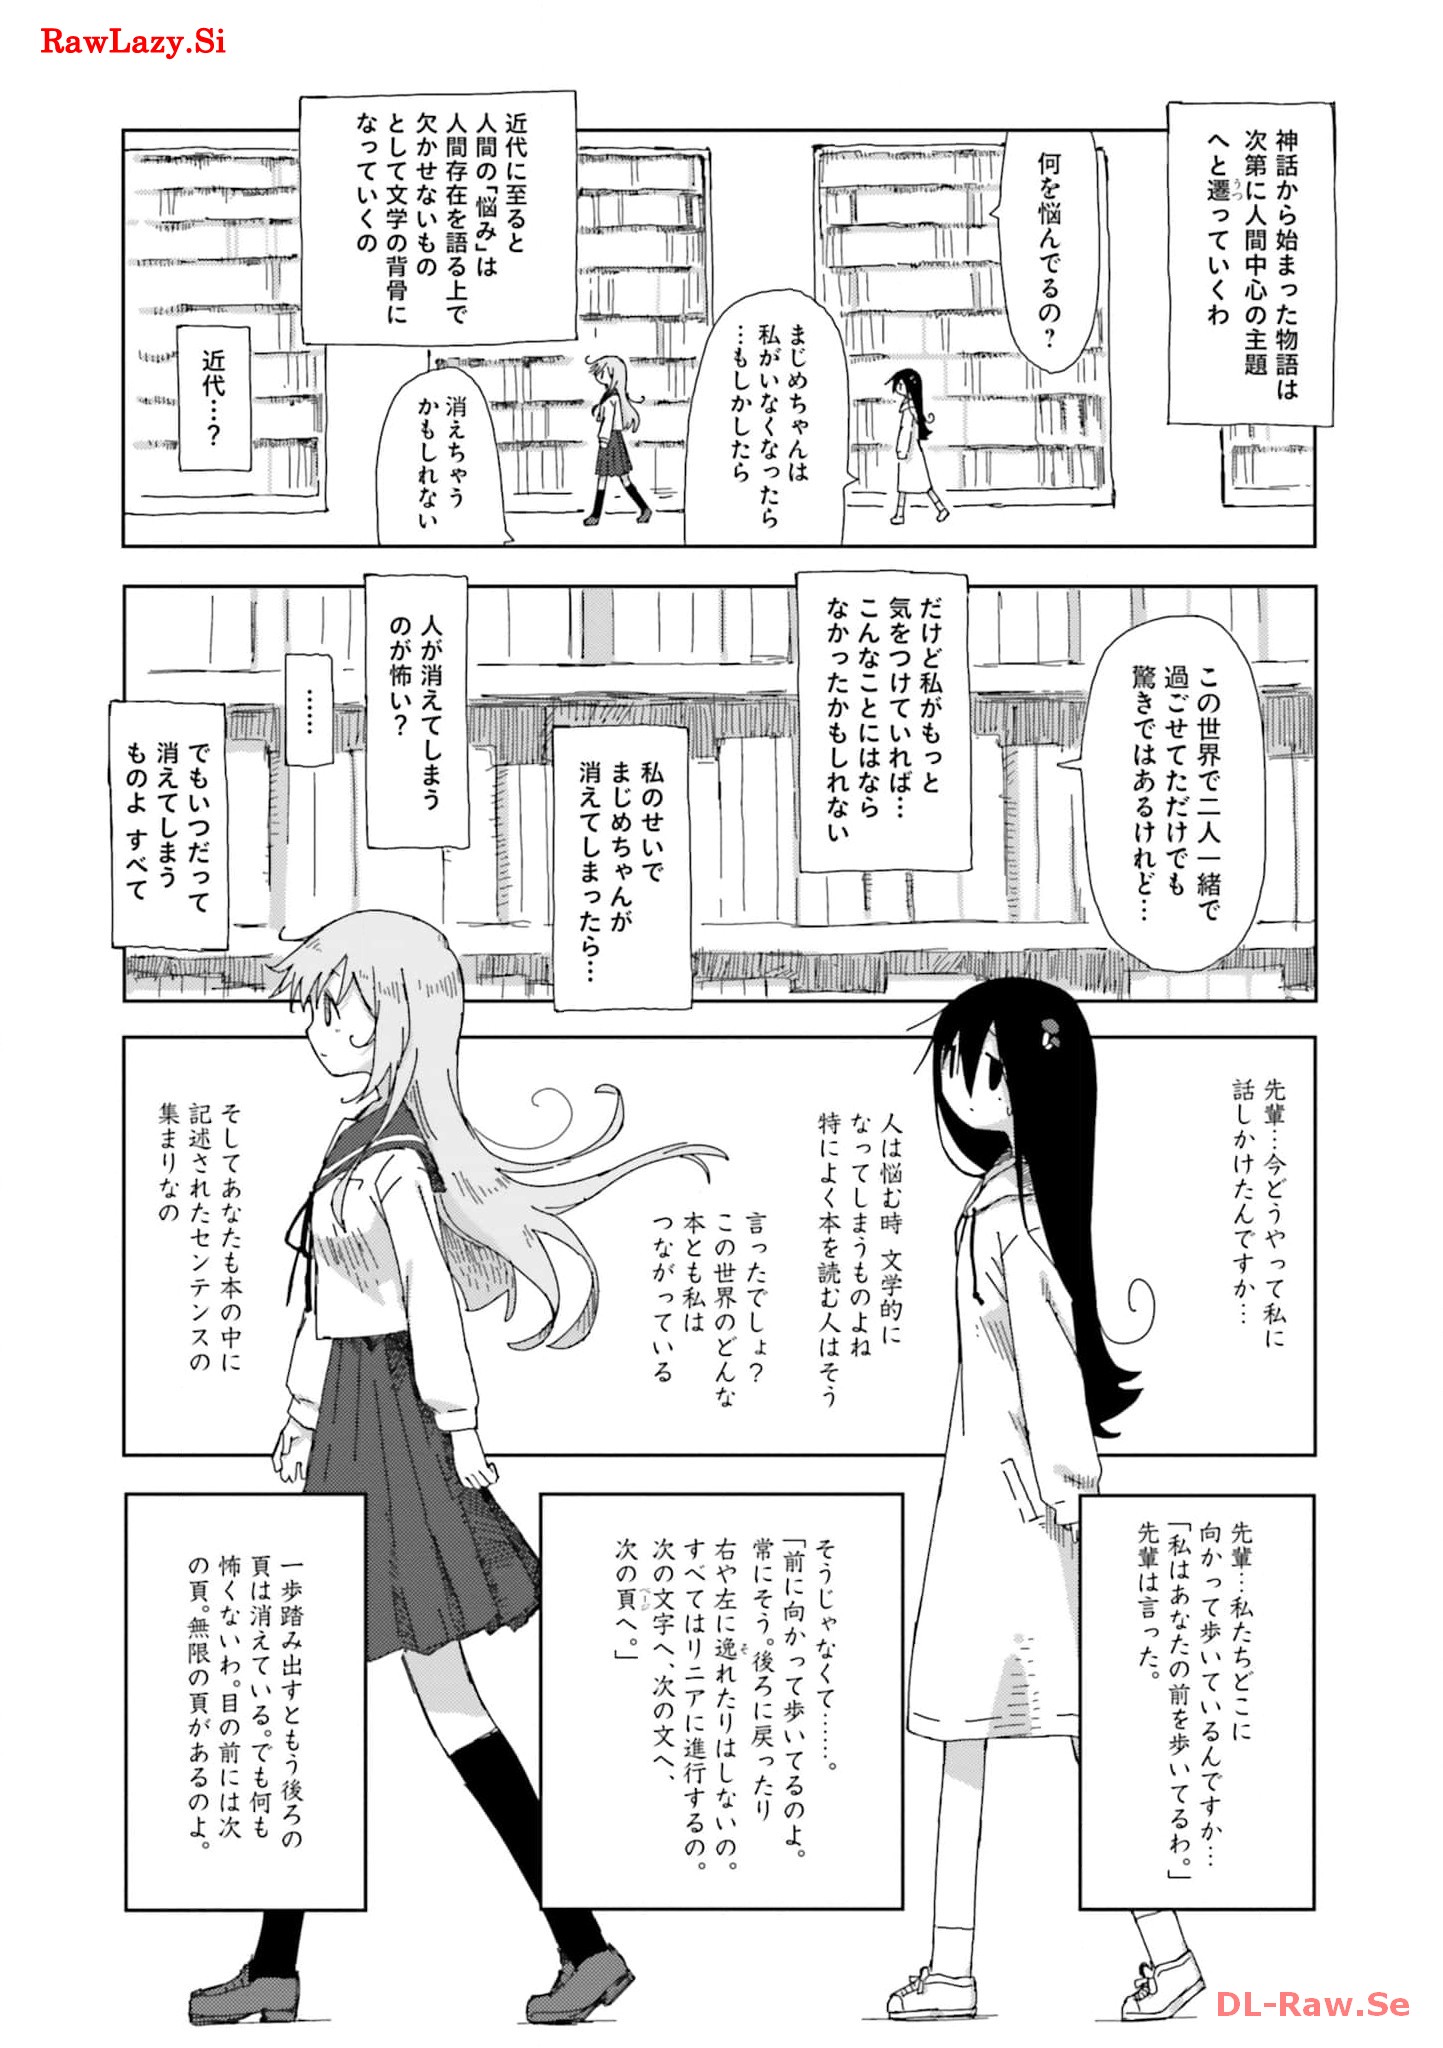 RawLazy.Si
神話から始まった物語は
次第に人間中心の主題
へと遷っていくわ
うつ
何を悩んでるの？
まじめちゃんは
私がいなくなったら
…もしかしたら
近代に至ると
人間の「悩み」は
人間存在を語る上で
欠かせないもの
として文学の背骨に
なっていくの
消えちゃう
かもしれない
近代…？
この世界で二人一緒で
過ごせてただけでも
驚きではあるけれど…
だけど私がもっと
気をつけていれば…
こんなことにはなら
なかったかもしれない
私のせいで
まじめちゃんが
消えてしまったら…
人が消えてしまう
のが怖い？
……
でもいつだって
消えてしまう
ものよ すべて
先輩…今どうやって私に
話しかけたんですか…
人は悩む時 文学的に
なってしまうものよね
特によく本を読む人はそう
言ったでしょ？
この世界のどんな
本とも私は
つながっている
そしてあなたも本の中に
記述されたセンテンスの
集まりなの
先輩…私たちどこに
向かって歩いているんですか…
「私はあなたの前を歩いてるわ。」
先輩は言った。
そうじゃなくて……。
「前に向かって歩いてるのよ。
常にそう。後ろに戻ったり
右や左に逸れたりはしないの。
そ
すべてはリニアに進行するの。
次の文字へ、次の文へ、
次の頁へ。」
ページ
一歩踏み出すともう後ろの
頁は消えている。でも何も
怖くないわ。目の前には次
の頁。無限の頁があるのよ。
DL-Raw.Se